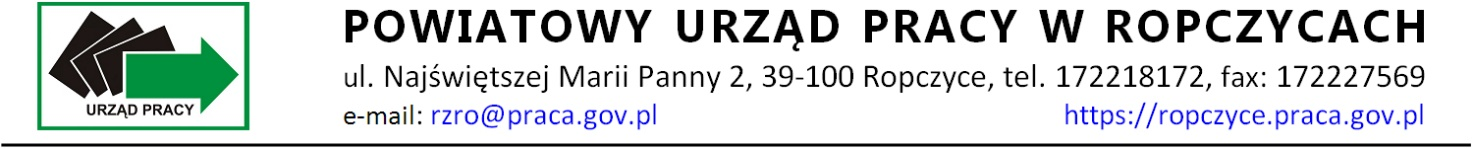 POWIATOWY URZĄD PRACY W ROPCZYCACH
ul. Najświętszej Marii Panny 2, 39-100 Ropczyce, tel. 172218172, fax: 172227569
e-mail: rzro@praca.gov.pl https://ropczyce.praca.gov.pl
URZĄD PRACY